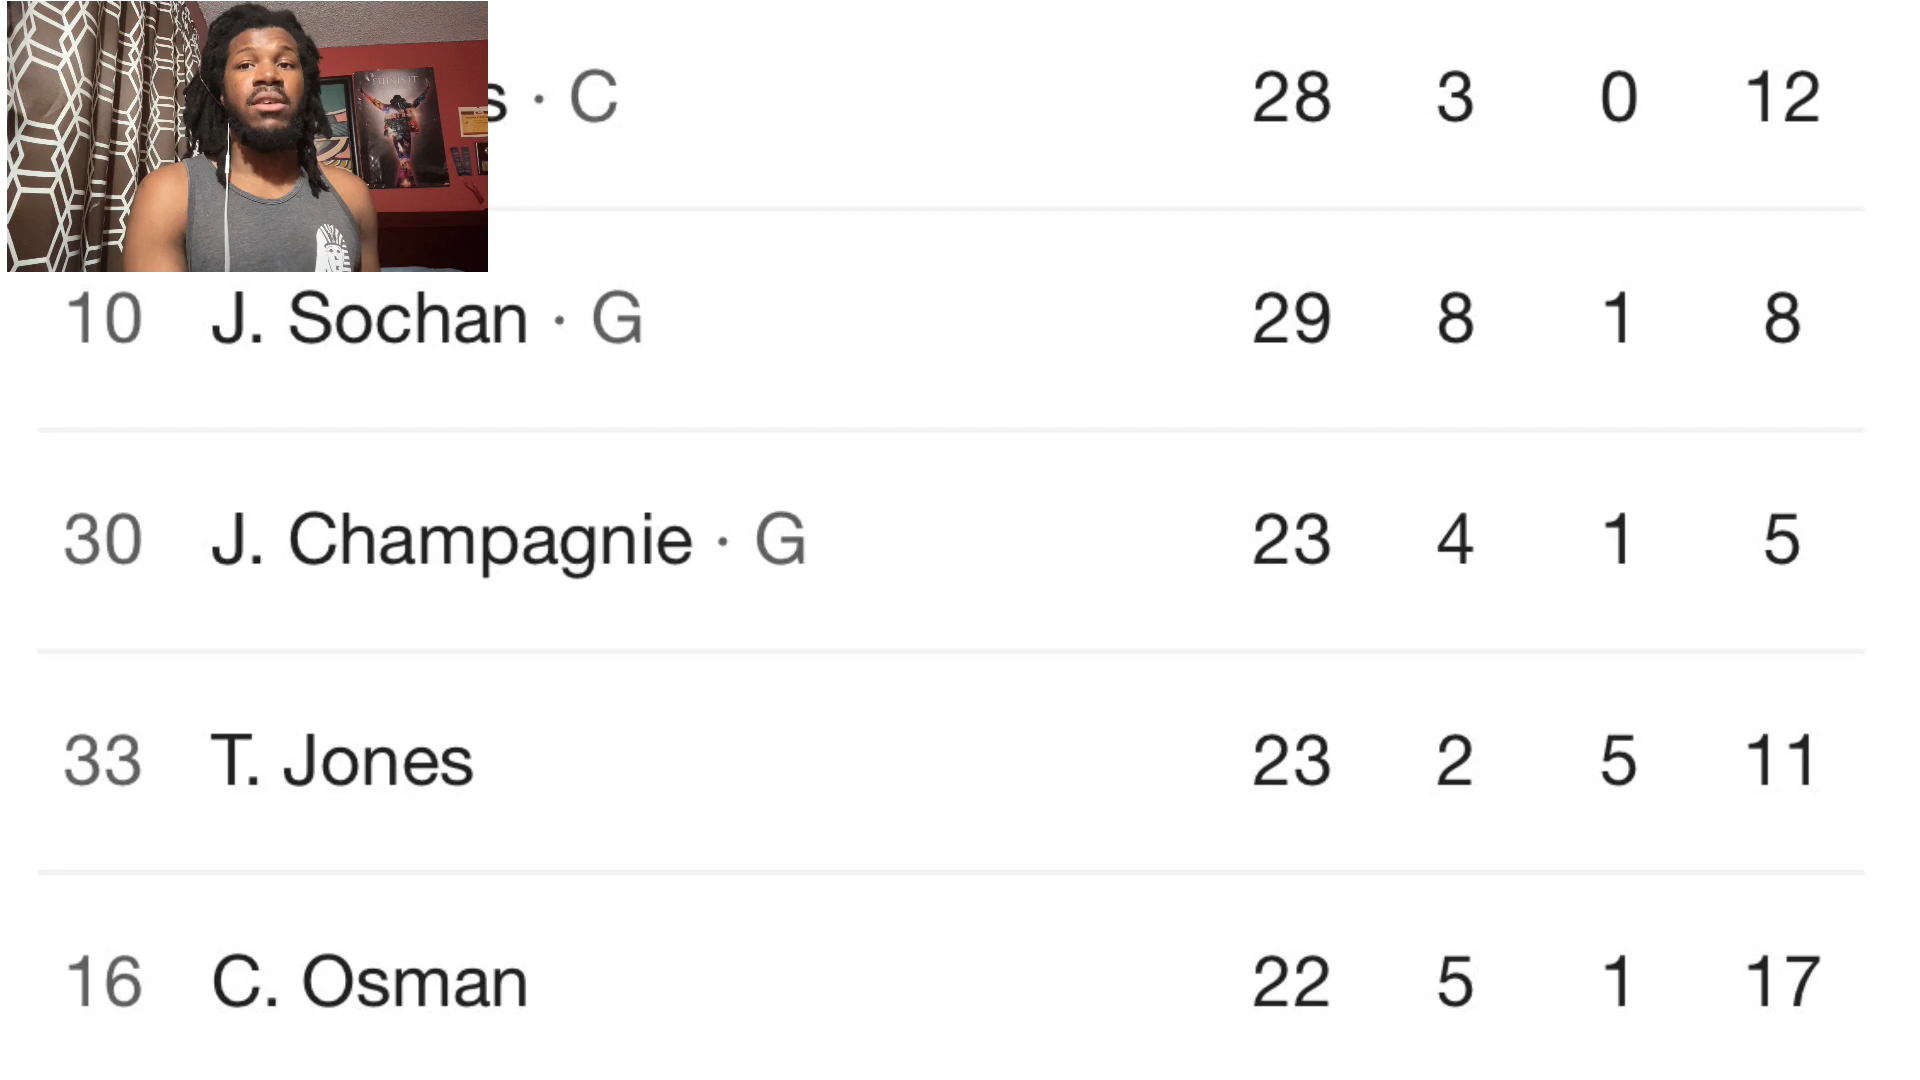 s · C 28 3 0 12
10 J. Sochan · G 29 8 1 8
30 J. Champagnie · G 23 4 1 5
33 T. Jones 23 2 5 11
16 C. Osman 22 5 1 17